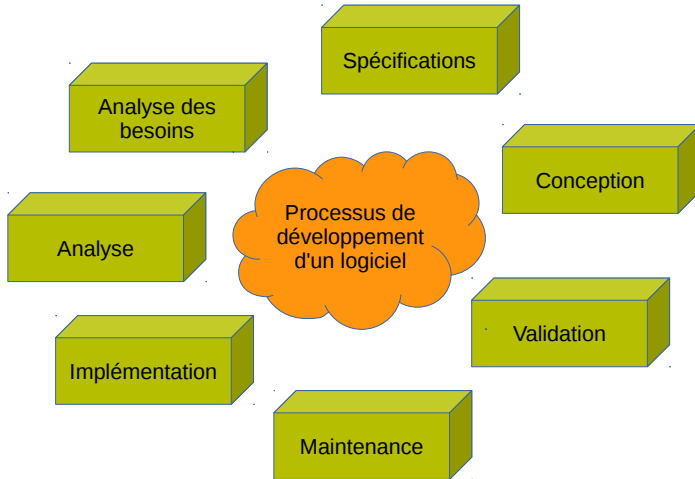 Spécifications
Analyse des
besoins
Conception
Processus de
développement
d'un logiciel
Analyse
Validation
Implémentation
Maintenance